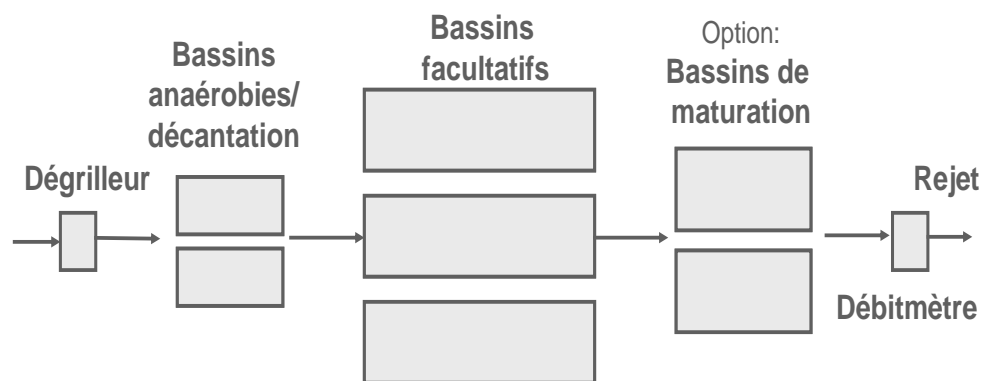 Dégrilleur
Bassins
anaérobies/
décantation
Bassins
facultatifs
Option:
Bassins de
maturation
Rejet
Débitmètre